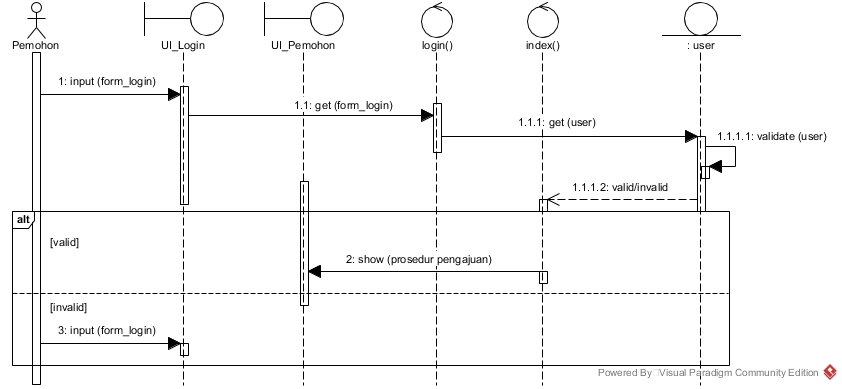 Pemohon
UI_Login
UI_Pemohon
login()
index()
: user
1: input (form_login)
1.1: get (form_login)
1.1.1: get (user)
1.1.1.1: validate (user)
1.1.1.2: valid/invalid
alt
[valid]
2: show (prosedur pengajuan)
[invalid]
3: input (form_login)
Powered By Visual Paradigm Community Edition